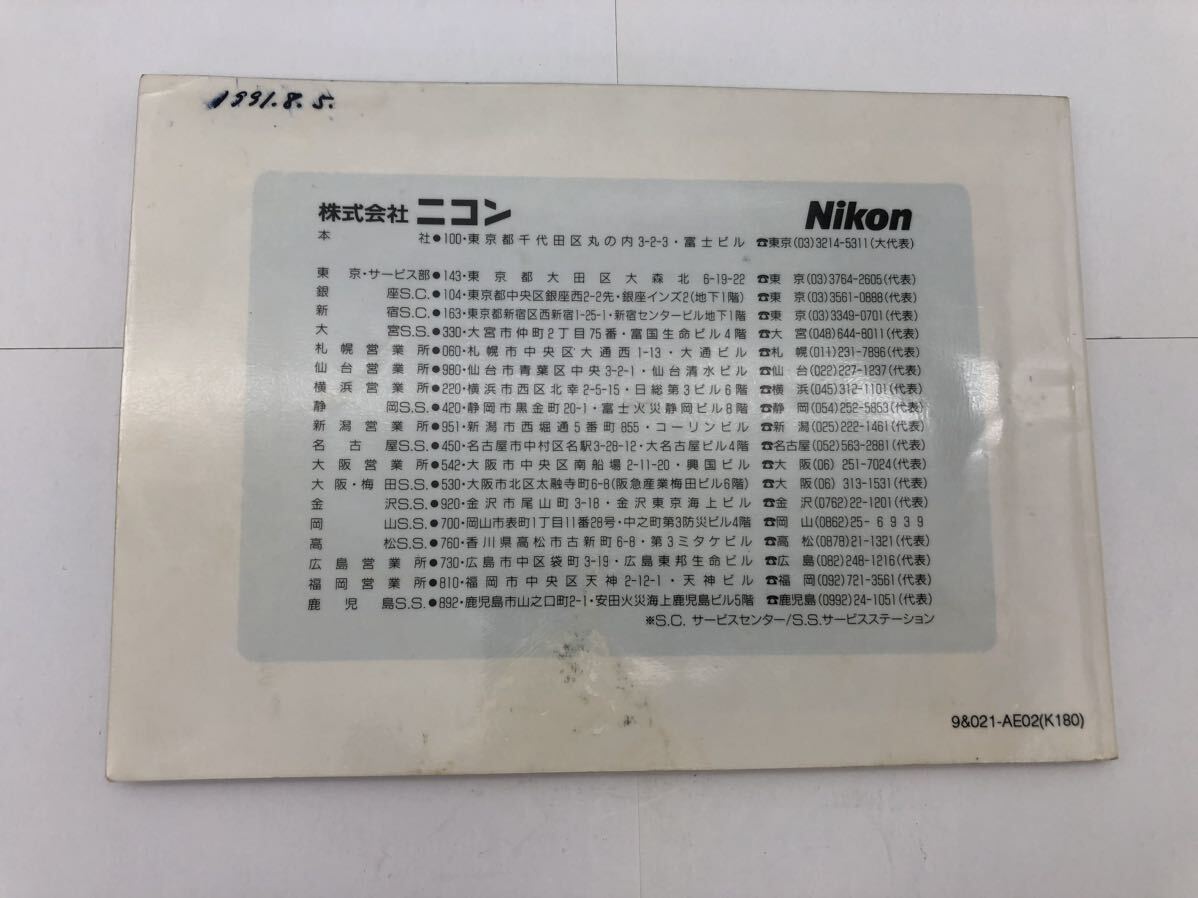 1991.8.5.
株式会社 ニコン Nikon
本社●100・東京都千代田区丸の内3-2-3・富士ビル ☎東京(03)3214-5311(大代表)
東京・サービス部●143・東京都大田区大森北6-19-22 ☎東京(03)3764-2605(代表)
銀座S.C.●104・東京都中央区銀座西2-2先・銀座インズ2(地下1階) ☎東京(03)3561-0888(代表)
新宿S.C.●163・東京都新宿区西新宿1-25-1・新宿センタービル地下1階 ☎東京(03)3349-0701(代表)
大宮S.S.●330・大宮市仲町2丁目75番・富国生命ビル4階 ☎大宮(048)644-8011(代表)
札幌営業所●060・札幌市中央区大通西1-13・大通ビル ☎札幌(011)231-7896(代表)
仙台営業所●980・仙台市青葉区中央3-2-1・仙台清水ビル ☎仙台(022)227-1237(代表)
横浜営業所●220・横浜市西区北幸2-5-15・日総第3ビル6階 ☎横浜(045)312-1101(代表)
静岡S.S.●420・静岡市黒金町20-1・富士火災静岡ビル8階 ☎静岡(054)252-5853(代表)
新潟営業所●951・新潟市西堀通5番町855・コーリンビル ☎新潟(025)222-1461(代表)
名古屋S.S.●450・名古屋市中村区名駅3-28-12・大名古屋ビル4階 ☎名古屋(052)563-2881(代表)
大阪営業所●542・大阪市中央区南船場2-11-20・興国ビル ☎大阪(06)251-7024(代表)
大阪・梅田S.S.●530・大阪市北区太融寺町6-8(阪急産業梅田ビル6階) ☎大阪(06)313-1531(代表)
金沢S.S.●920・金沢市尾山町3-18・金沢東京海上ビル ☎金沢(0762)22-1201(代表)
岡山S.S.●700・岡山市表町1丁目11番28号・中之町第3防災ビル4階 ☎岡山(0862)25-6939
高松S.S.●760・香川県高松市古新町6-8・第3ミタケビル ☎高松(0878)21-1321(代表)
広島営業所●730・広島市中区袋町3-19・広島東邦生命ビル ☎広島(082)248-1216(代表)
福岡営業所●810・福岡市中央区天神2-12-1・天神ビル ☎福岡(092)721-3561(代表)
鹿児島S.S.●892・鹿児島市山之口町2-1・安田火災海上鹿児島ビル5階 ☎鹿児島(0992)24-1051(代表)
※S.C. サービスセンター/S.S.サービスステーション
9&021-AE02(K180)